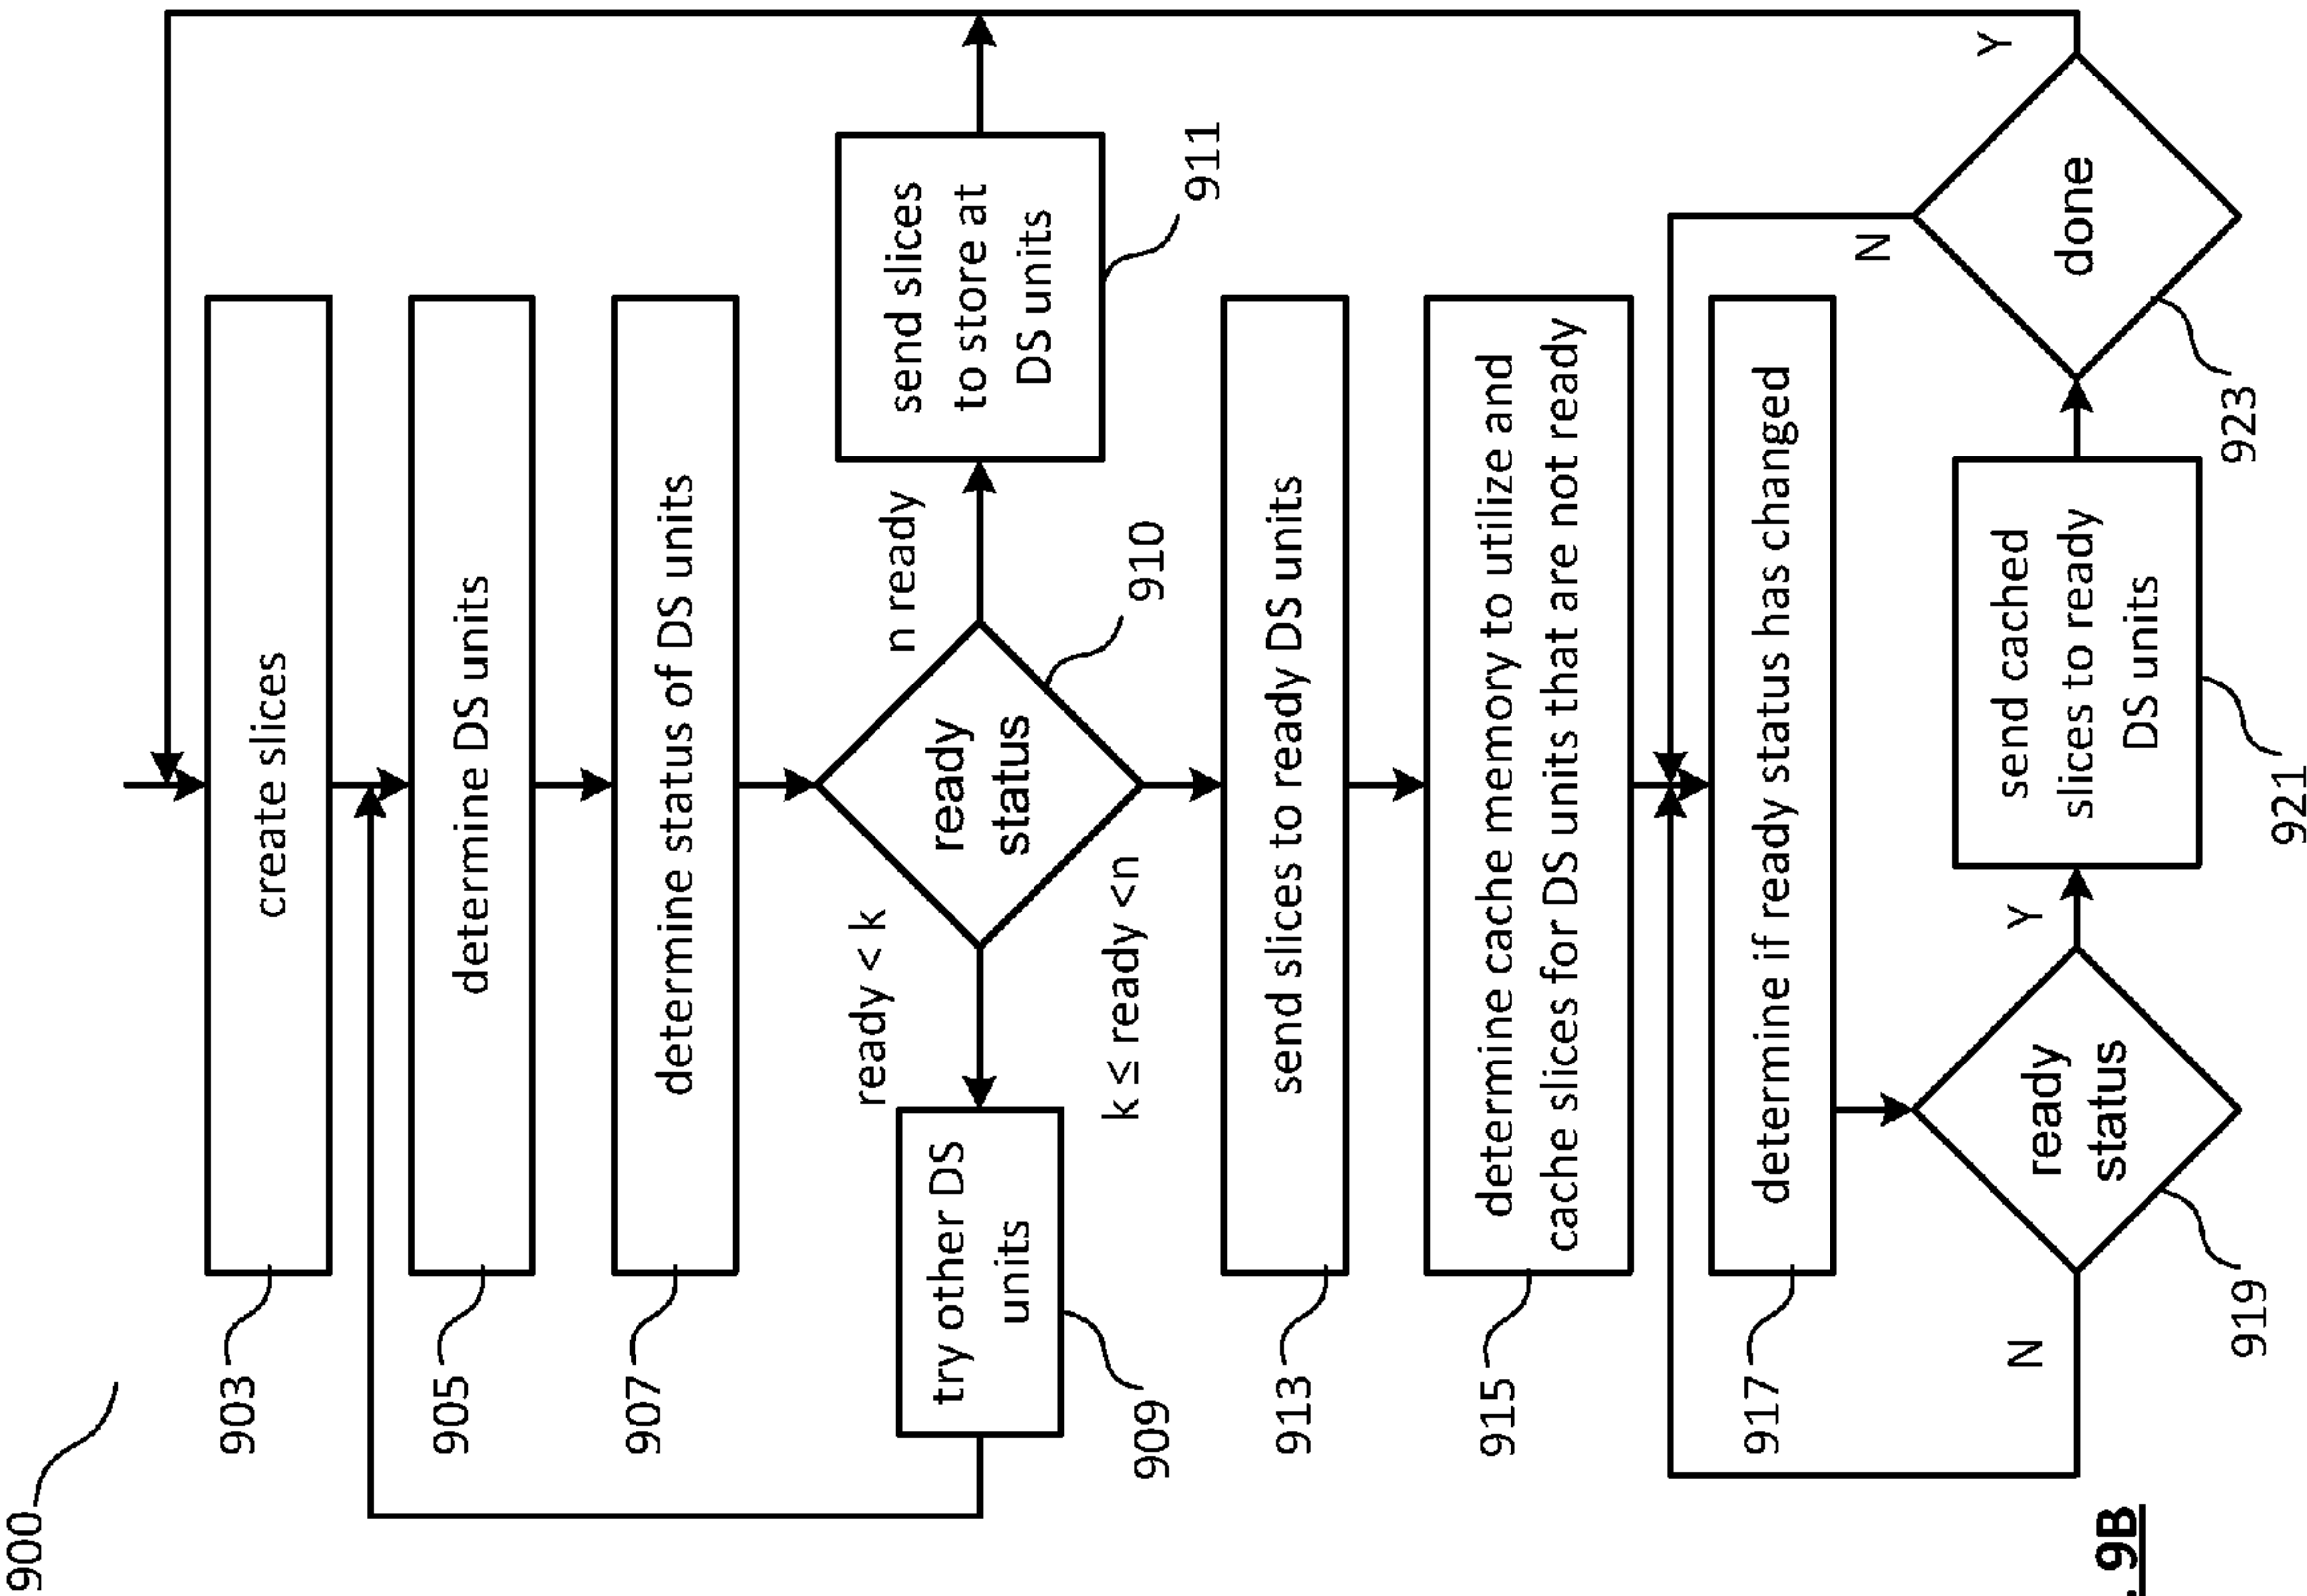 900
903
create slices
905
determine DS units
907
determine status of DS units
ready < k
ready
status
n ready
910
try other DS
units
909
send slices
to store at
DS units
911
k ≤ ready <n
913
send slices to ready DS units
915
determine cache memory to utilize and
cache slices for DS units that are not ready
917
determine if ready status has changed
N
ready
status
919
Y
send cached
slices to ready
DS units
921
N
done
Y
923
. 9B